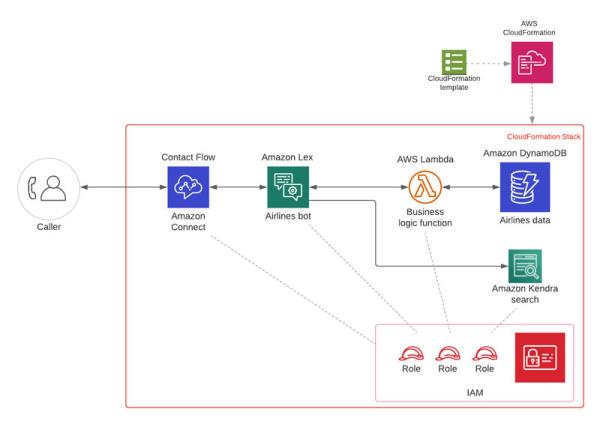 AWS
CloudFormation
CloudFormation
template
CloudFormation Stack
Contact Flow
Amazon Lex
AWS Lambda
Amazon DynamoDB
Caller
Amazon
Connect
Airlines bot
Business
logic function
Airlines data
Amazon Kendra
search
Role
Role
Role
IAM